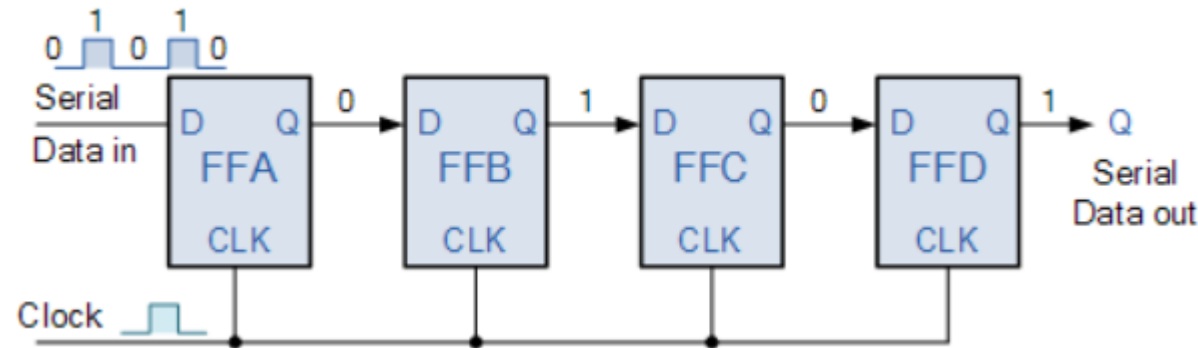 0 1 0 1 0
Serial
Data in
D Q 0 D Q 1 D Q 0 D Q 1 Q
FFA FFB FFC FFD
Serial
Data out
CLK CLK CLK CLK
Clock